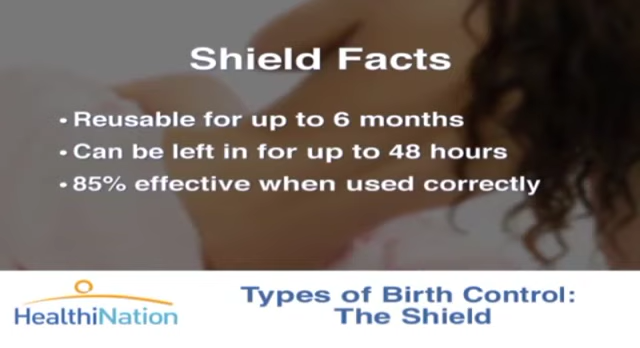 Shield Facts
• Reusable for up to 6 months
• Can be left in for up to 48 hours
• 85% effective when used correctly
HealthiNation
Types of Birth Control:
The Shield